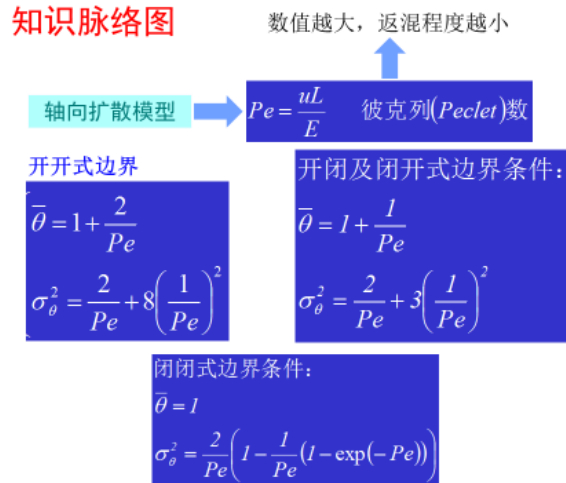 知识脉络图
数值越大，返混程度越小
轴向扩散模型
Pe = uL/E 彼克列(Peclet)数
开开式边界
θ̄ = 1 + 2/Pe
σ_θ² = 2/Pe + 8(1/Pe)²
开闭及闭开式边界条件：
θ̄ = 1 + 1/Pe
σ_θ² = 2/Pe + 3(1/Pe)²
闭闭式边界条件：
θ̄ = 1
σ_θ² = 2/Pe(1 − 1/Pe(1 − exp(−Pe)))